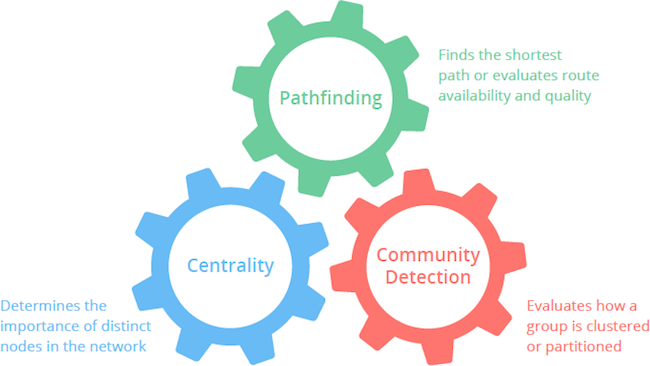 Pathfinding
Finds the shortest
path or evaluates route
availability and quality
Centrality
Determines the
importance of distinct
nodes in the network
Community
Detection
Evaluates how a
group is clustered
or partitioned